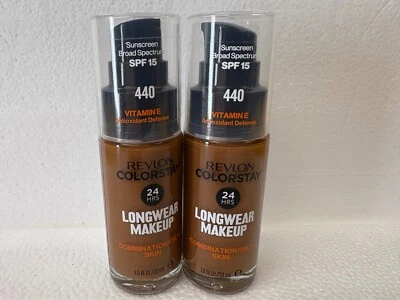 Sunscreen
Broad Spectrum
SPF 15
440
VITAMIN E
Antioxidant Defense
REVLON
COLORSTAY
24
HRS
LONGWEAR
MAKEUP
COMBINATION/OILY
SKIN
Sunscreen
Broad Spectrum
SPF 15
440
VITAMIN E
Antioxidant Defense
REVLON
COLORSTAY
24
HRS
LONGWEAR
MAKEUP
COMBINATION/OILY
SKIN